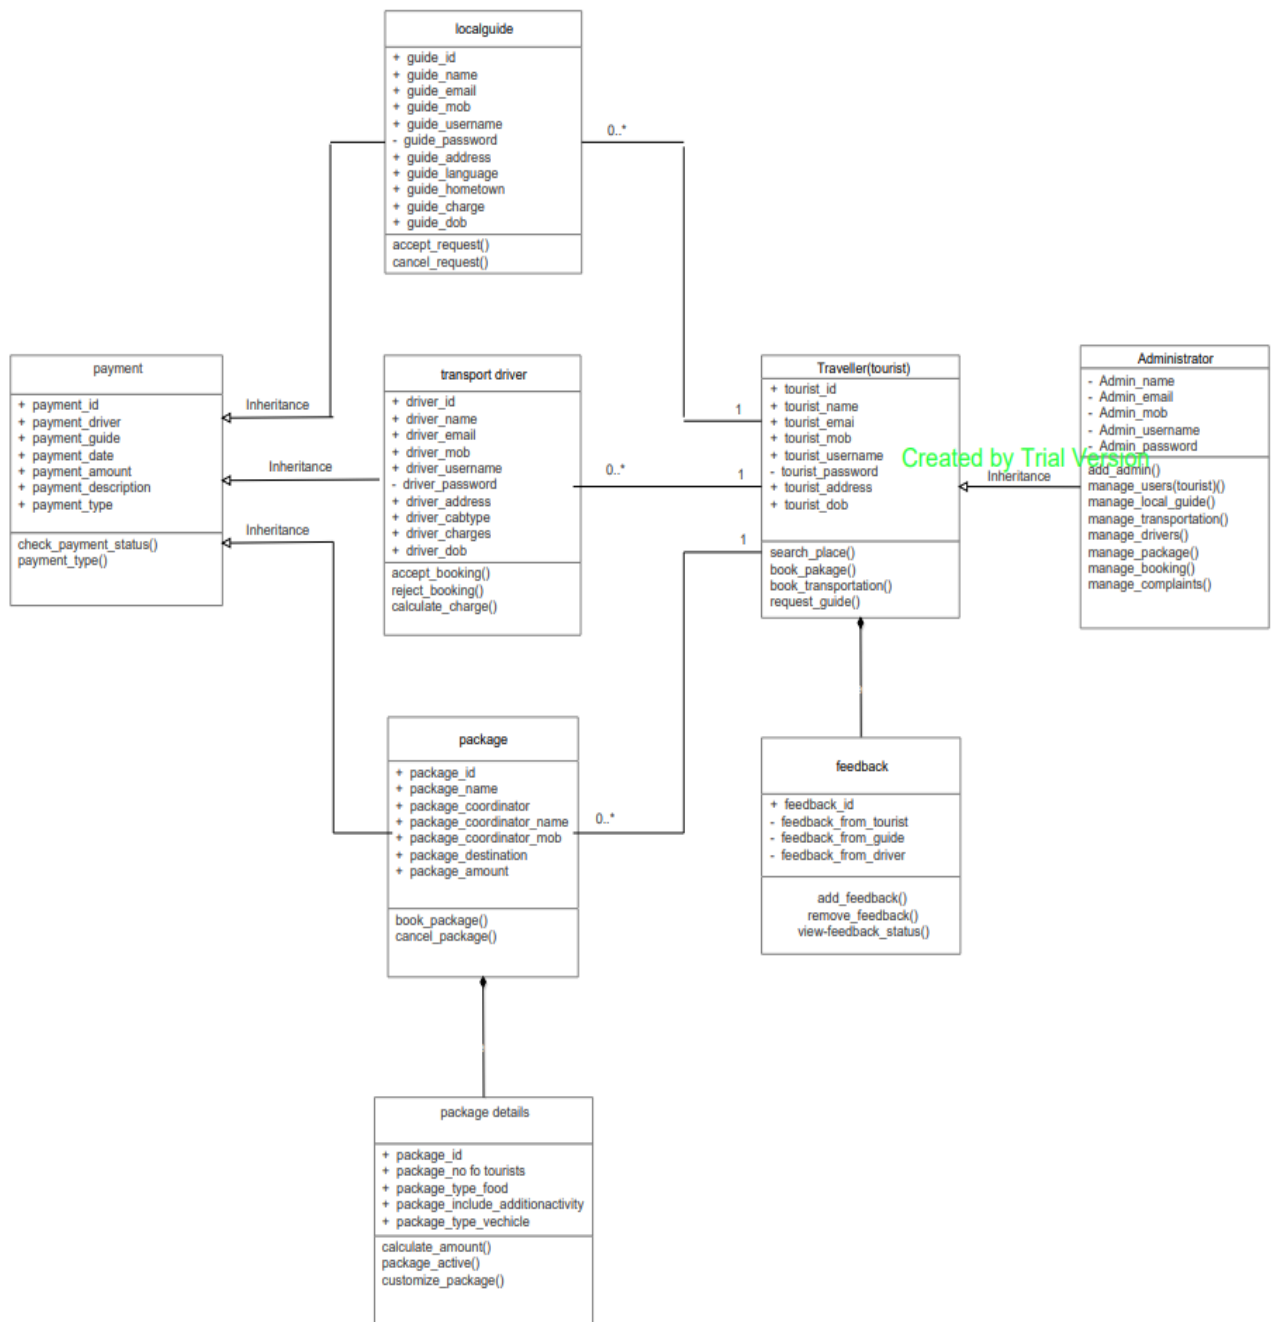 localguide
+ guide_id
+ guide_name
+ guide_email
+ guide_mob
+ guide_username
- guide_password
+ guide_address
+ guide_language
+ guide_hometown
+ guide_charge
+ guide_dob
accept_request()
cancel_request()
0..*
payment
+ payment_id
+ payment_driver
+ payment_guide
+ payment_date
+ payment_amount
+ payment_description
+ payment_type
check_payment_status()
payment_type()
Inheritance
Inheritance
Inheritance
transport driver
+ driver_id
+ driver_name
+ driver_email
+ driver_mob
+ driver_username
- driver_password
+ driver_address
+ driver_cabtype
+ driver_charges
+ driver_dob
accept_booking()
reject_booking()
calculate_charge()
0..*
1
1
1
Traveller(tourist)
+ tourist_id
+ tourist_name
+ tourist_emai
+ tourist_mob
+ tourist_username
- tourist_password
+ tourist_address
+ tourist_dob
search_place()
book_pakage()
book_transportation()
request_guide()
Created by Trial Version
Inheritance
Administrator
- Admin_name
- Admin_email
- Admin_mob
- Admin_username
- Admin_password
add_admin()
manage_users(tourist)()
manage_local_guide()
manage_transportation()
manage_drivers()
manage_package()
manage_booking()
manage_complaints()
package
+ package_id
+ package_name
+ package_coordinator
+ package_coordinator_name
+ package_coordinator_mob
+ package_destination
+ package_amount
book_package()
cancel_package()
0..*
feedback
+ feedback_id
- feedback_from_tourist
- feedback_from_guide
- feedback_from_driver
add_feedback()
remove_feedback()
view-feedback_status()
package details
+ package_id
+ package_no fo tourists
+ package_type_food
+ package_include_additionactivity
+ package_type_vechicle
calculate_amount()
package_active()
customize_package()